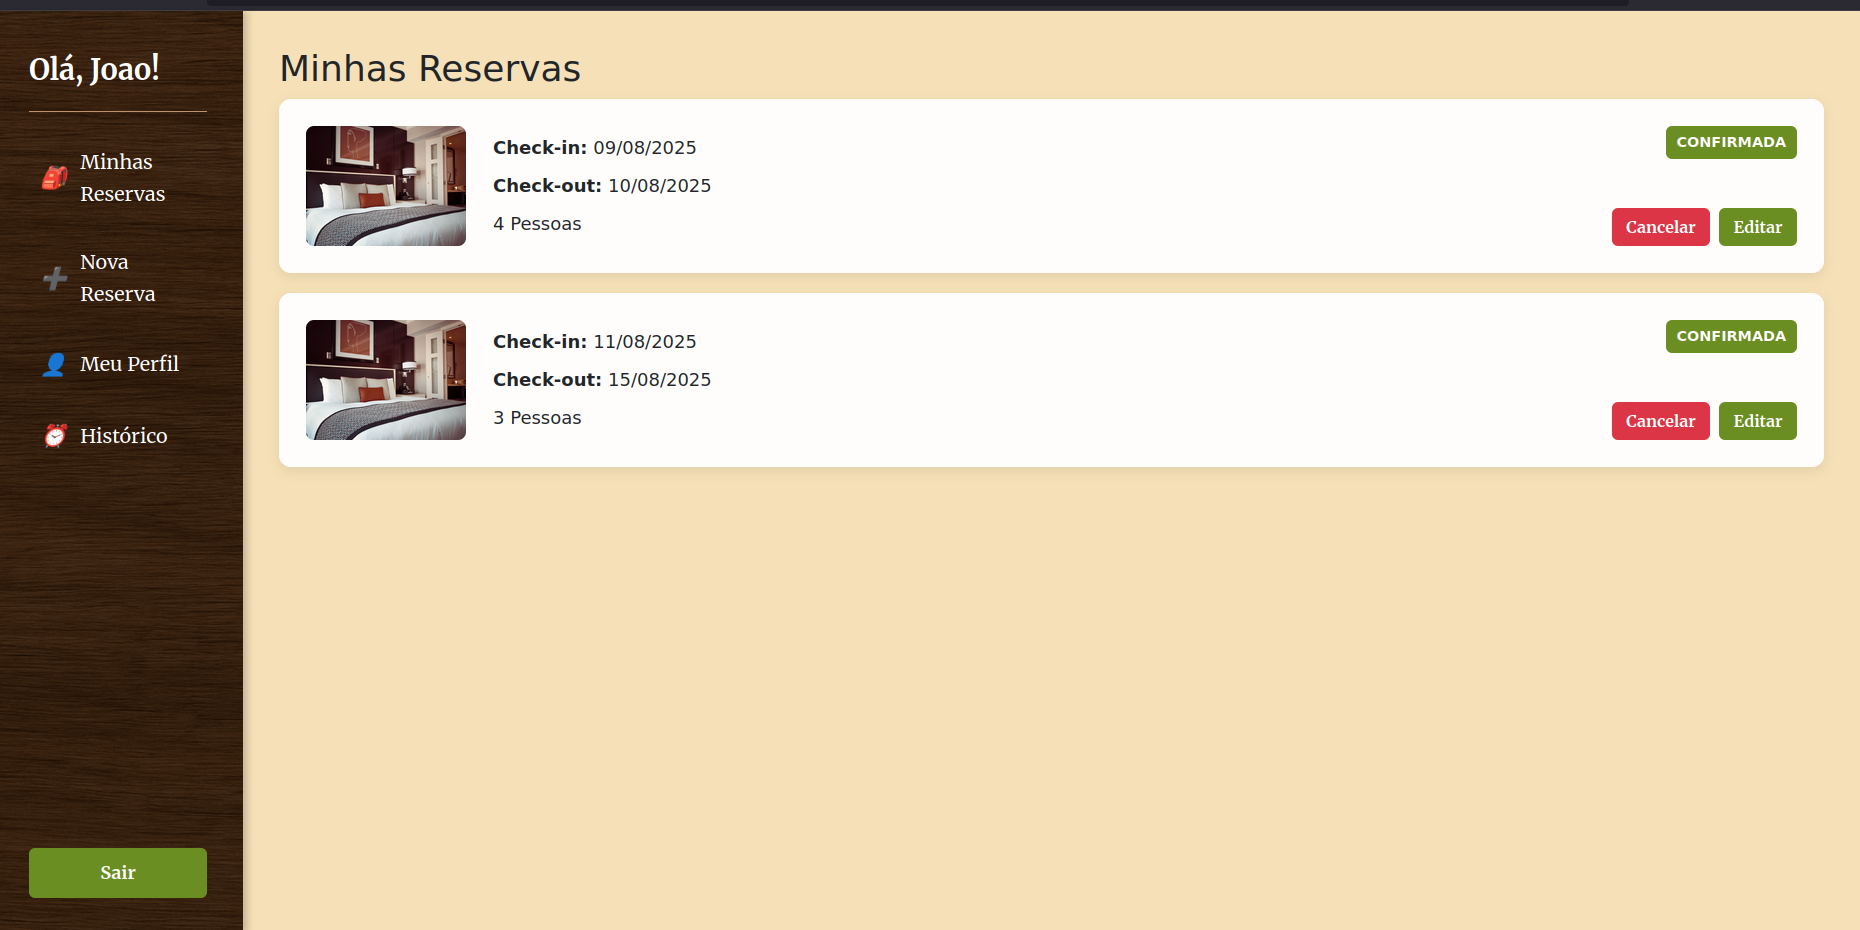 Olá, Joao!
Minhas
Reservas
Nova
Reserva
Meu Perfil
Histórico
Sair
Minhas Reservas
Check-in: 09/08/2025
Check-out: 10/08/2025
4 Pessoas
CONFIRMADA
Cancelar Editar
Check-in: 11/08/2025
Check-out: 15/08/2025
3 Pessoas
CONFIRMADA
Cancelar Editar